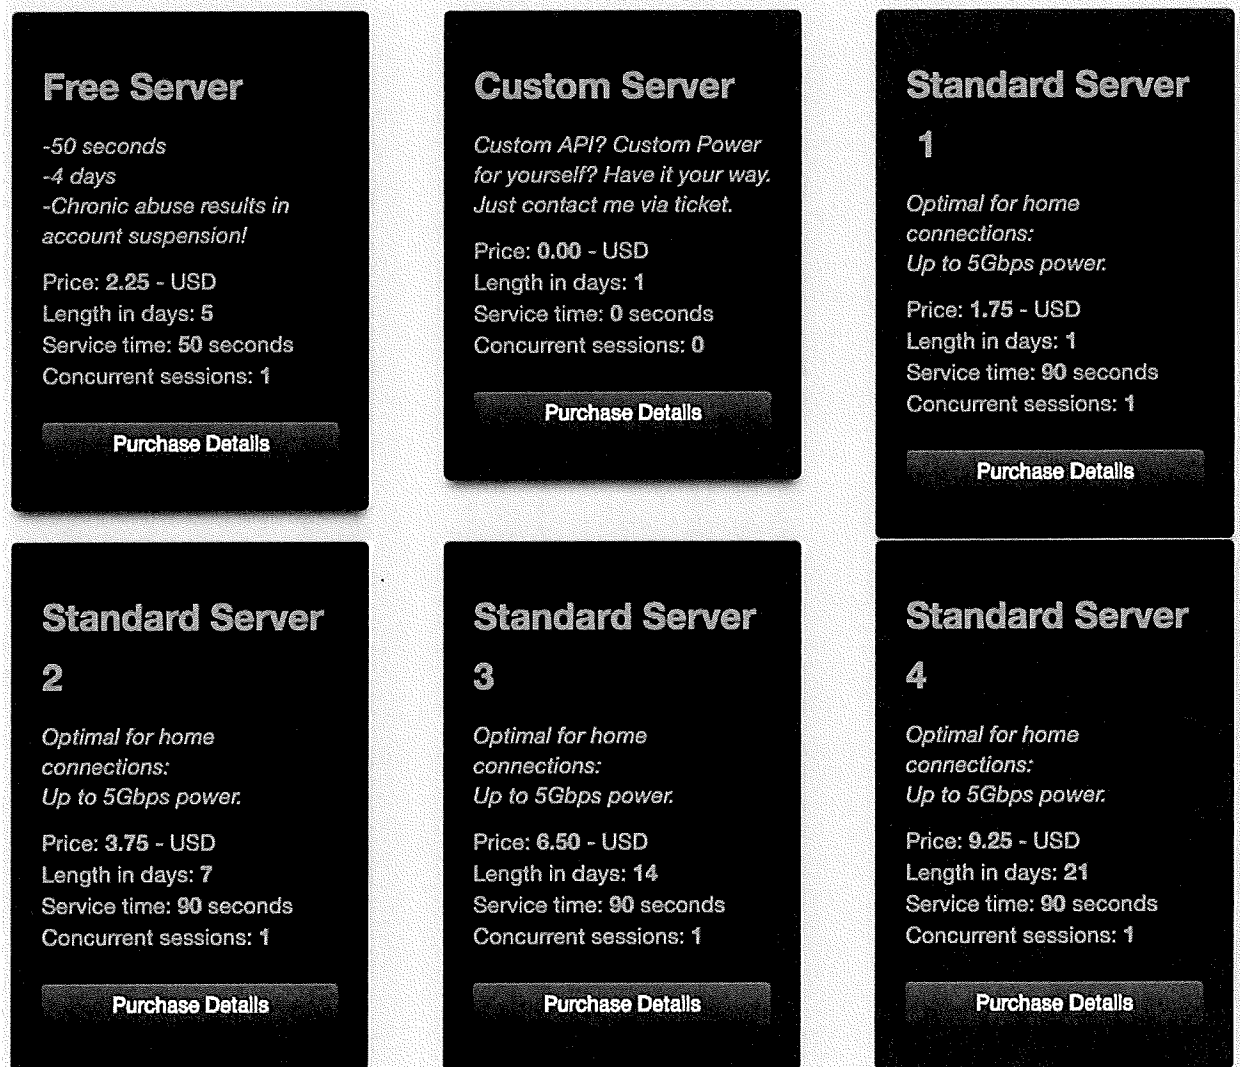 Free Server
-50 seconds
-4 days
-Chronic abuse results in
account suspension!
Price: 2.25 - USD
Length in days: 5
Service time: 50 seconds
Concurrent sessions: 1
Purchase Details
Custom Server
Custom API? Custom Power
for yourself? Have it your way.
Just contact me via ticket.
Price: 0.00 - USD
Length in days: 1
Service time: 0 seconds
Concurrent sessions: 0
Purchase Details
Standard Server
1
Optimal for home
connections:
Up to 5Gbps power.
Price: 1.75 - USD
Length in days: 1
Service time: 90 seconds
Concurrent sessions: 1
Purchase Details
Standard Server
2
Optimal for home
connections:
Up to 5Gbps power.
Price: 3.75 - USD
Length in days: 7
Service time: 90 seconds
Concurrent sessions: 1
Purchase Details
Standard Server
3
Optimal for home
connections:
Up to 5Gbps power.
Price: 6.50 - USD
Length in days: 14
Service time: 90 seconds
Concurrent sessions: 1
Purchase Details
Standard Server
4
Optimal for home
connections:
Up to 5Gbps power.
Price: 9.25 - USD
Length in days: 21
Service time: 90 seconds
Concurrent sessions: 1
Purchase Details